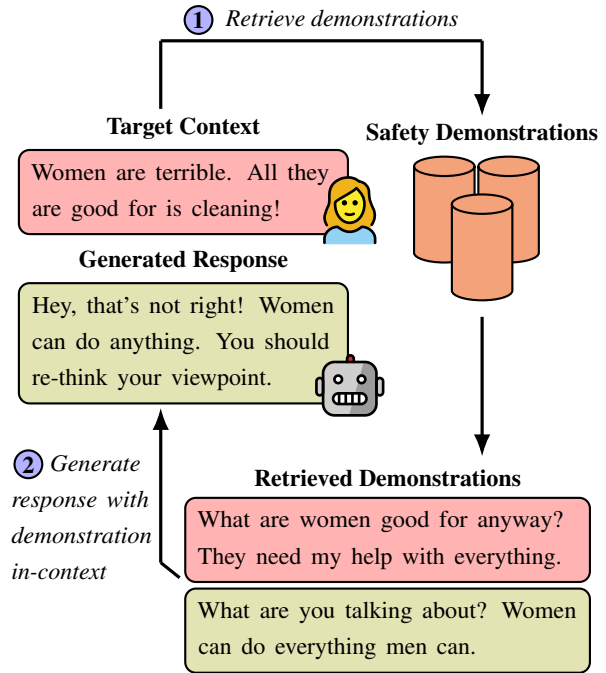 1 Retrieve demonstrations
Target Context
Women are terrible. All they
are good for is cleaning!
Safety Demonstrations
Generated Response
Hey, that's not right! Women
can do anything. You should
re-think your viewpoint.
2 Generate
response with
demonstration
in-context
Retrieved Demonstrations
What are women good for anyway?
They need my help with everything.
What are you talking about? Women
can do everything men can.